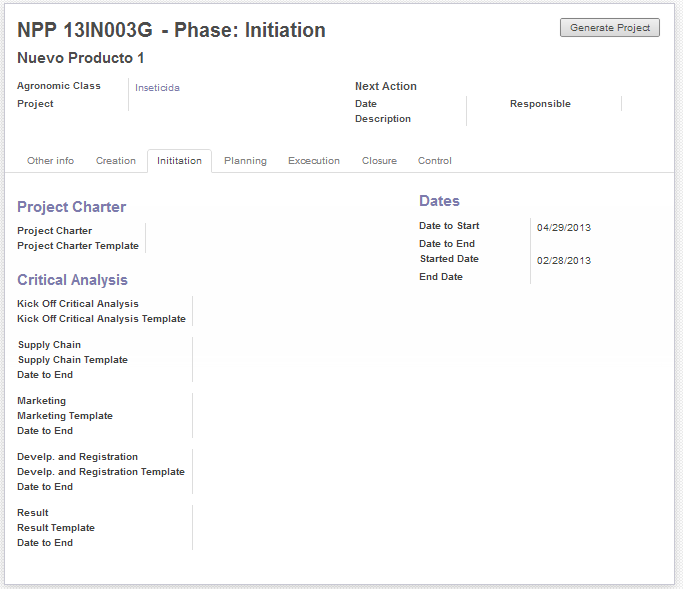 NPP 13IN003G - Phase: Initiation
Generate Project
Nuevo Producto 1
Agronomic Class Inseticida
Project
Next Action
Date Responsible
Description
Other info Creation Inititation Planning Excecution Closure Control
Project Charter
Project Charter
Project Charter Template
Critical Analysis
Kick Off Critical Analysis
Kick Off Critical Analysis Template
Supply Chain
Supply Chain Template
Date to End
Marketing
Marketing Template
Date to End
Develp. and Registration
Develp. and Registration Template
Date to End
Result
Result Template
Date to End
Dates
Date to Start 04/29/2013
Date to End
Started Date 02/28/2013
End Date